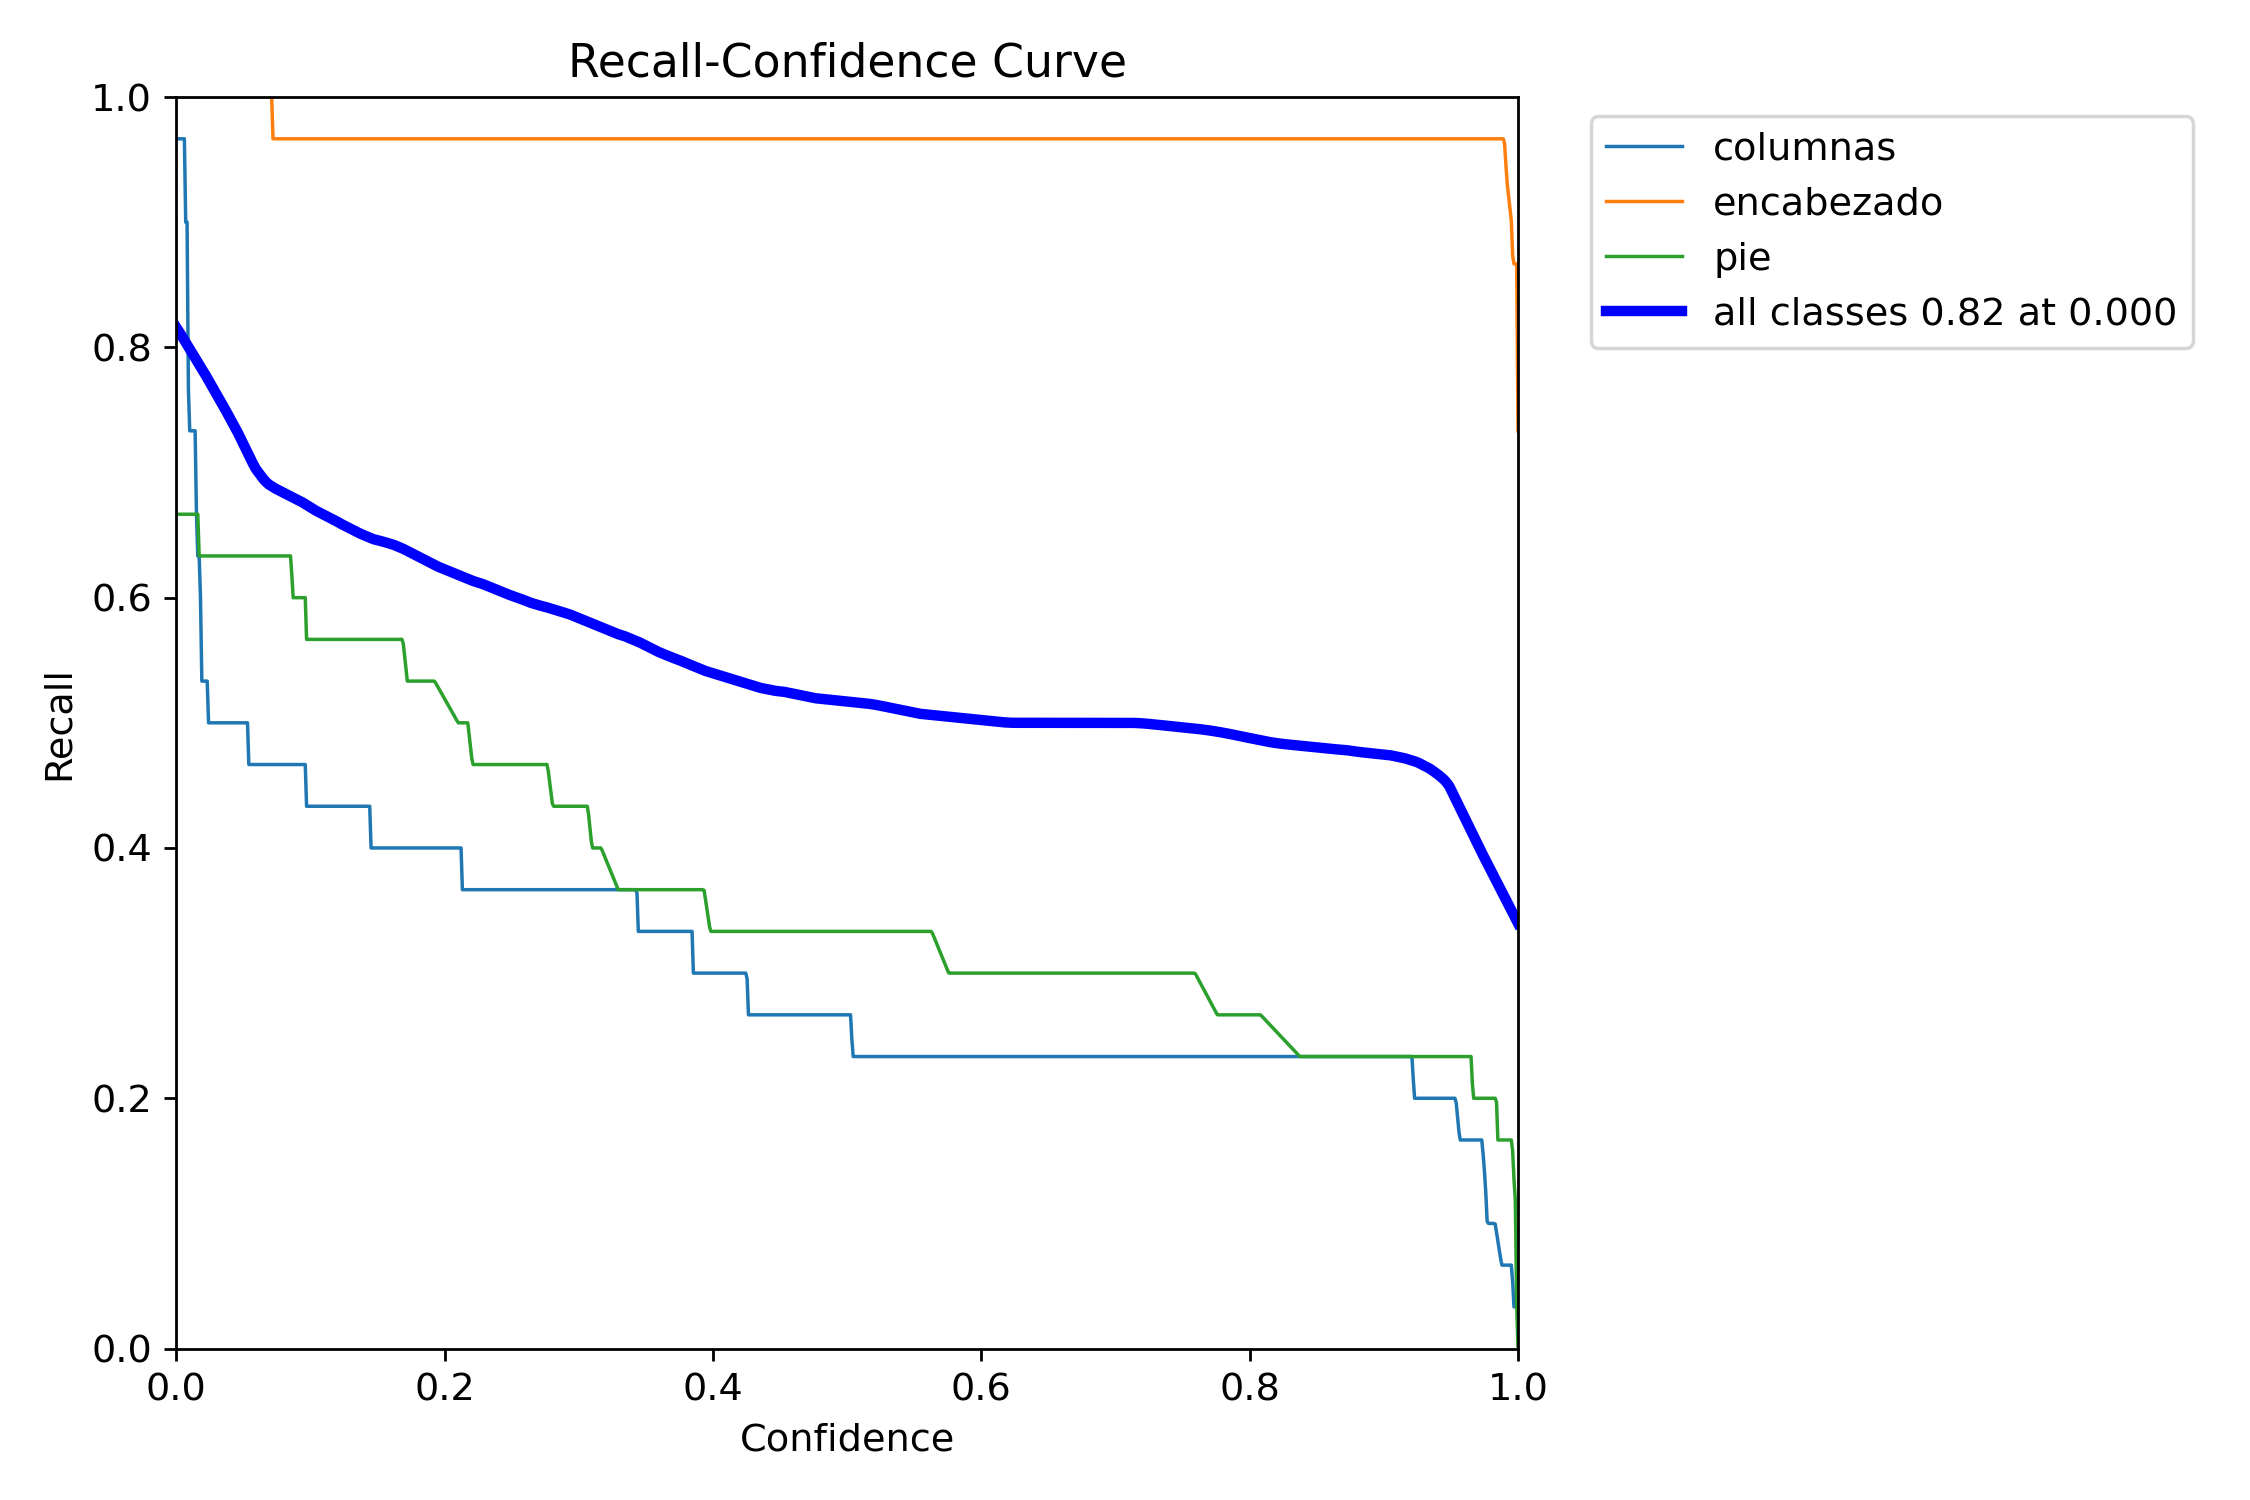 Recall-Confidence Curve
1.0
0.8
0.6
0.4
0.2
0.0
Recall
0.0 0.2 0.4 0.6 0.8 1.0
Confidence
columnas
encabezado
pie
all classes 0.82 at 0.000